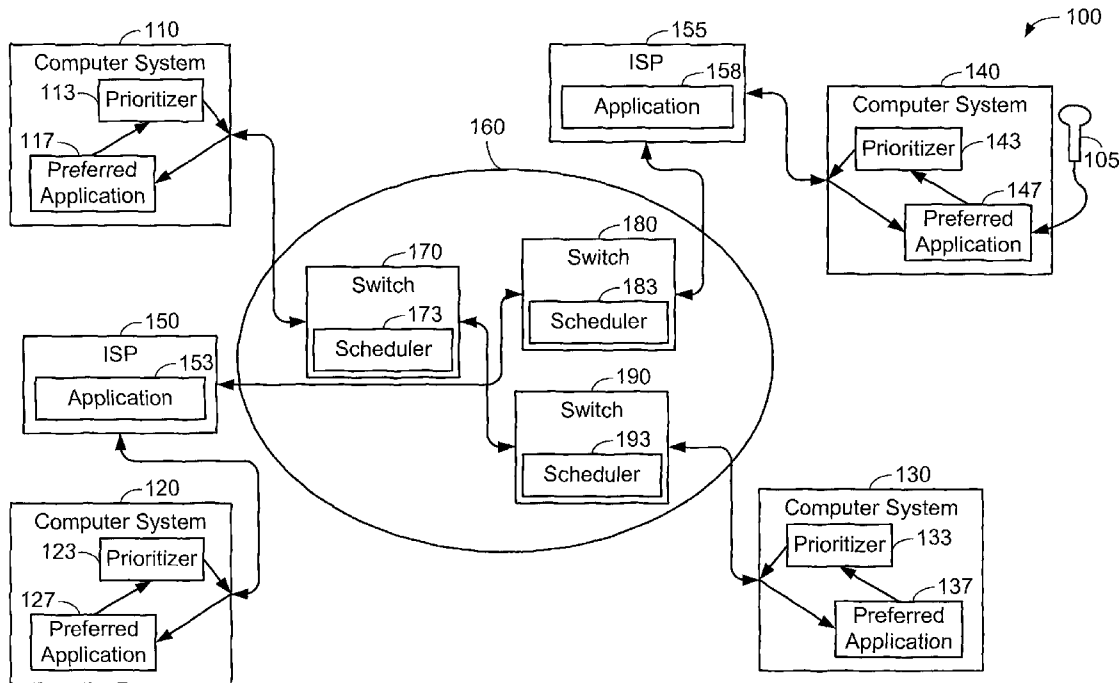 100
110
Computer System
113
Prioritizer
117
Preferred
Application
155
ISP
158
Application
140
Computer System
Prioritizer
143
105
147
Preferred
Application
160
170
Switch
173
Scheduler
180
Switch
183
Scheduler
190
Switch
193
Scheduler
150
ISP
153
Application
120
Computer System
123
Prioritizer
127
Preferred
Application
130
Computer System
Prioritizer
133
137
Preferred
Application